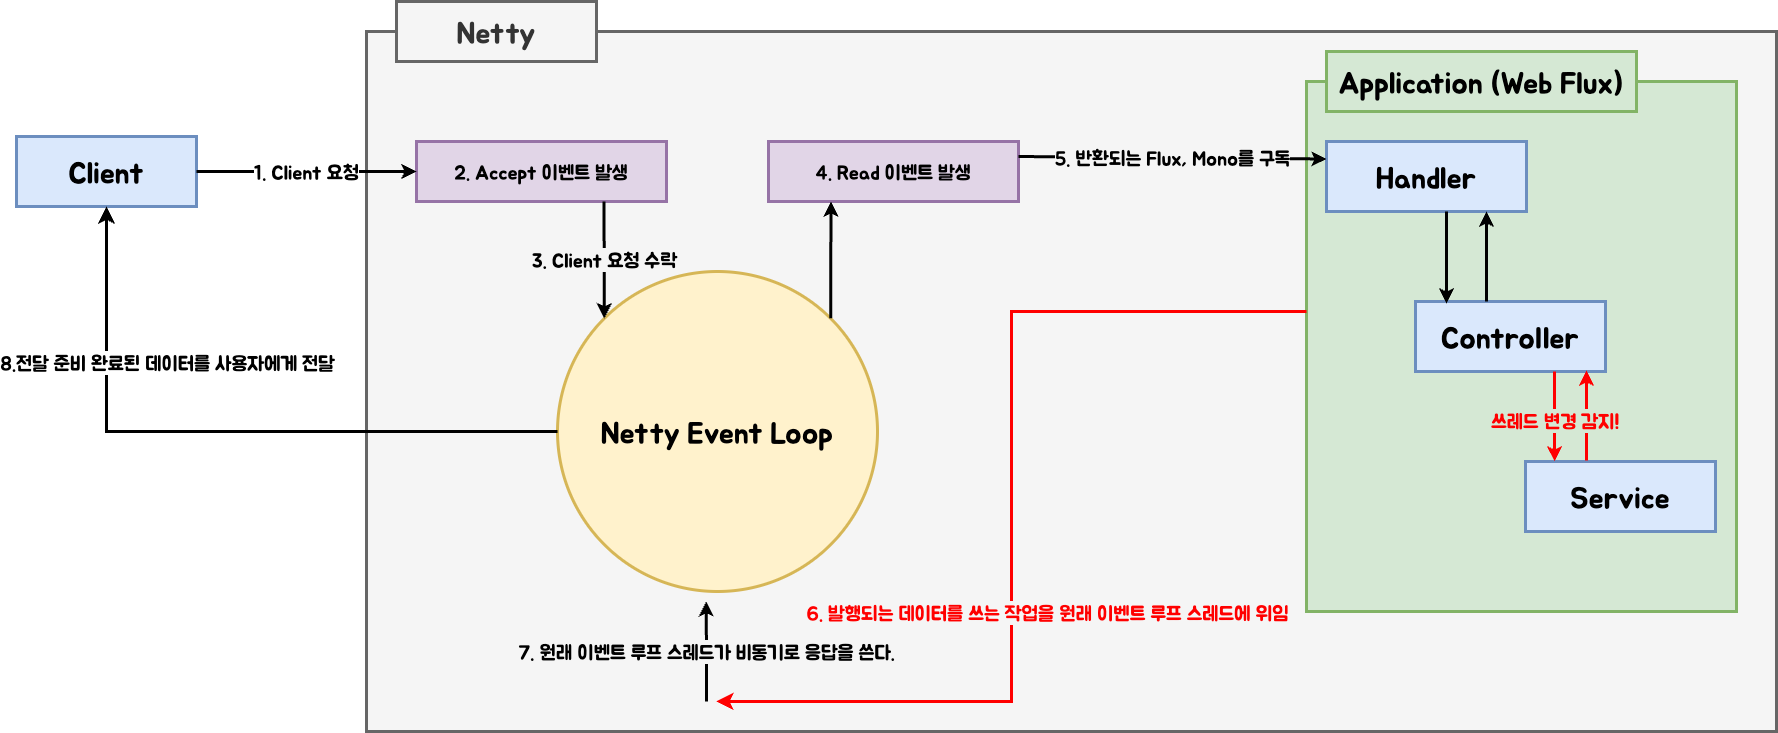 Netty
Application (Web Flux)
Client
1. Client 요청
2. Accept 이벤트 발생
4. Read 이벤트 발생
5. 반환되는 Flux, Mono를 구독
Handler
3. Client 요청 수락
Controller
8.전달 준비 완료된 데이터를 사용자에게 전달
쓰레드 변경 감지!
Netty Event Loop
Service
6. 발행되는 데이터를 쓰는 작업을 원래 이벤트 루프 스레드에 위임
7. 원래 이벤트 루프 스레드가 비동기로 응답을 쓴다.